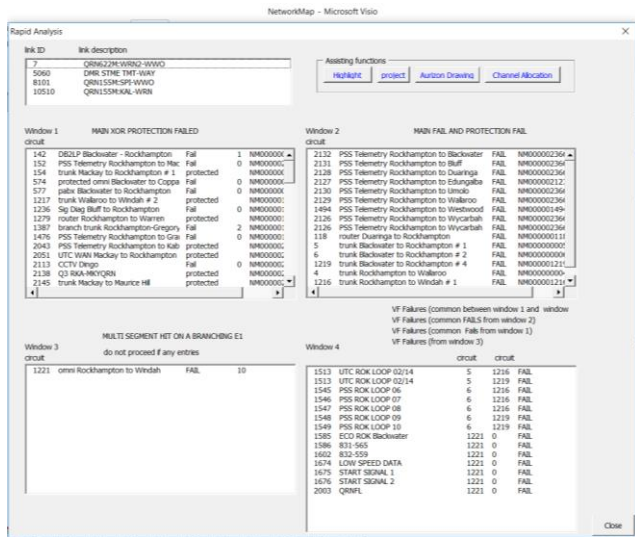 NetworkMap - Microsoft Visio
Rapid Analysis
link ID link description
7 QRN622M:WRN2-WWO
5060 DMR STME TMT-WAY
8101 QRN155M:SPI-WWO
10510 QRN155M:KAL-WRN
Assisting functions
Highlight project Aurizon Drawing Channel Allocation
Window 1 MAIN XOR PROTECTION FAILED
circuit
142 DB2LP Blackwater - Rockhampton Fail 1
152 PSS Telemetry Rockhampton to Mac Fail 0
154 trunk Mackay to Rockhampton # 1 protected
574 protected omni Blackwater to Coppa Fail 0
577 pabx Blackwater to Rockhampton Fail 0
1217 trunk Wallaroo to Windah # 2 protected
1236 Sig Diag Bluff to Rockhampton Fail 0
1279 router Rockhampton to Warren protected
1387 branch trunk Rockhampton-Gregory Fail 2
1476 PSS Telemetry Rockhampton to Gra Fail 0
2043 PSS Telemetry Rockhampton to Kab protected
2051 UTC WAN Mackay to Rockhampton protected
2113 CCTV Dingo Fail 0
2138 Q3 RKA-MKYQRN protected
2145 trunk Mackay to Maurice Hill protected
Window 2 MAIN FAIL AND PROTECTION FAIL
2132 PSS Telemetry Rockhampton to Blackwater FAIL
2131 PSS Telemetry Rockhampton to Bluff FAIL
2128 PSS Telemetry Rockhampton to Duaringa FAIL
2127 PSS Telemetry Rockhampton to Edungalba FAIL
2130 PSS Telemetry Rockhampton to Umolo FAIL
2129 PSS Telemetry Rockhampton to Wallaroo FAIL
1494 PSS Telemetry Rockhampton to Westwood FAIL
2126 PSS Telemetry Rockhampton to Wycarbah FAIL
2126 PSS Telemetry Rockhampton to Wycarbah FAIL
118 router Duaringa to Rockhampton FAIL
5 trunk Blackwater to Rockhampton # 1 FAIL
6 trunk Blackwater to Rockhampton # 2 FAIL
1219 trunk Blackwater to Rockhampton # 4 FAIL
4 trunk Rockhampton to Wallaroo FAIL
1216 trunk Rockhampton to Windah # 1 FAIL
MULTI SEGMENT HIT ON A BRANCHING E1
Window 3 do not proceed if any entries
circuit
1221 omni Rockhampton to Windah FAIL 10
VF Failures (common between window 1 and window
VF Failures (common FAILS from window 2)
VF Failures (common Fails from window 1)
VF Failures (from window 3)
Window 4
circuit circuit
1513 UTC ROK LOOP 02/14 5 1216 FAIL
1513 UTC ROK LOOP 02/14 5 1219 FAIL
1545 PSS ROK LOOP 06 6 1216 FAIL
1546 PSS ROK LOOP 07 6 1216 FAIL
1547 PSS ROK LOOP 08 6 1216 FAIL
1548 PSS ROK LOOP 09 6 1219 FAIL
1549 PSS ROK LOOP 10 6 1219 FAIL
1585 ECO ROK Blackwater 1221 0 FAIL
1586 831-565 1221 0 FAIL
1602 832-559 1221 0 FAIL
1674 LOW SPEED DATA 1221 0 FAIL
1675 START SIGNAL 1 1221 0 FAIL
1676 START SIGNAL 2 1221 0 FAIL
2003 QRNFL 1221 0 FAIL
Close